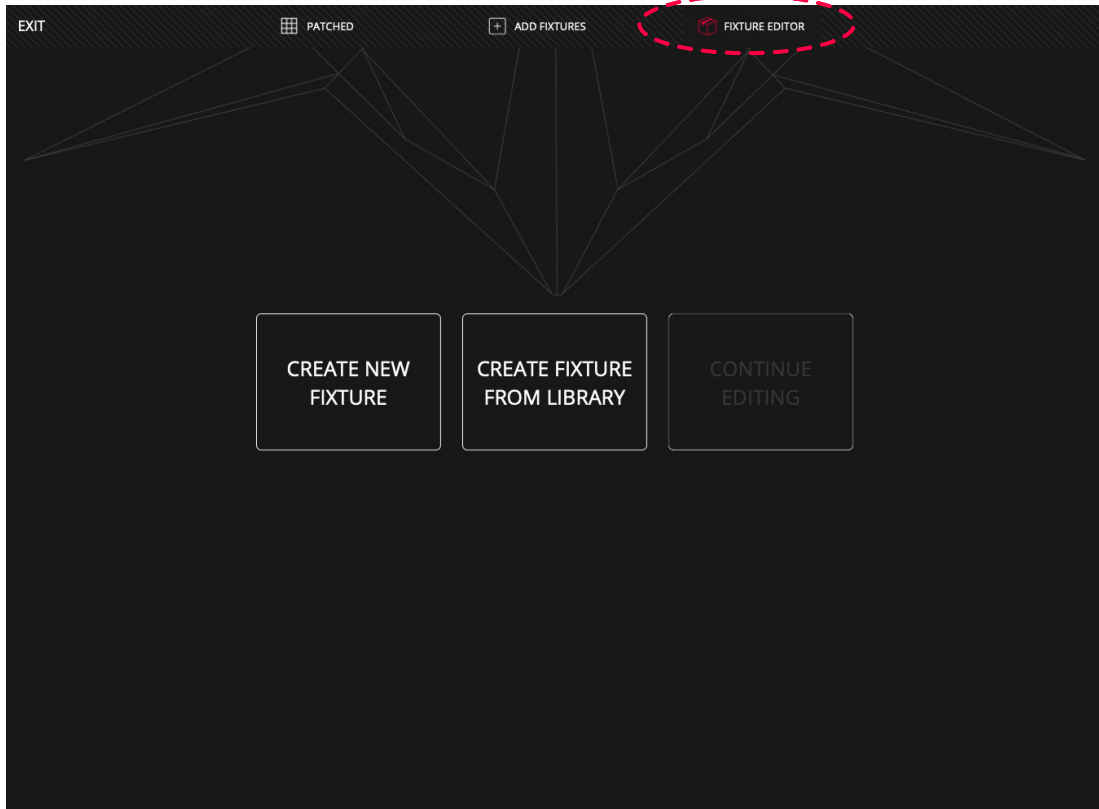 EXIT
PATCHED
ADD FIXTURES
FIXTURE EDITOR
CREATE NEW
FIXTURE
CREATE FIXTURE
FROM LIBRARY
CONTINUE
EDITING